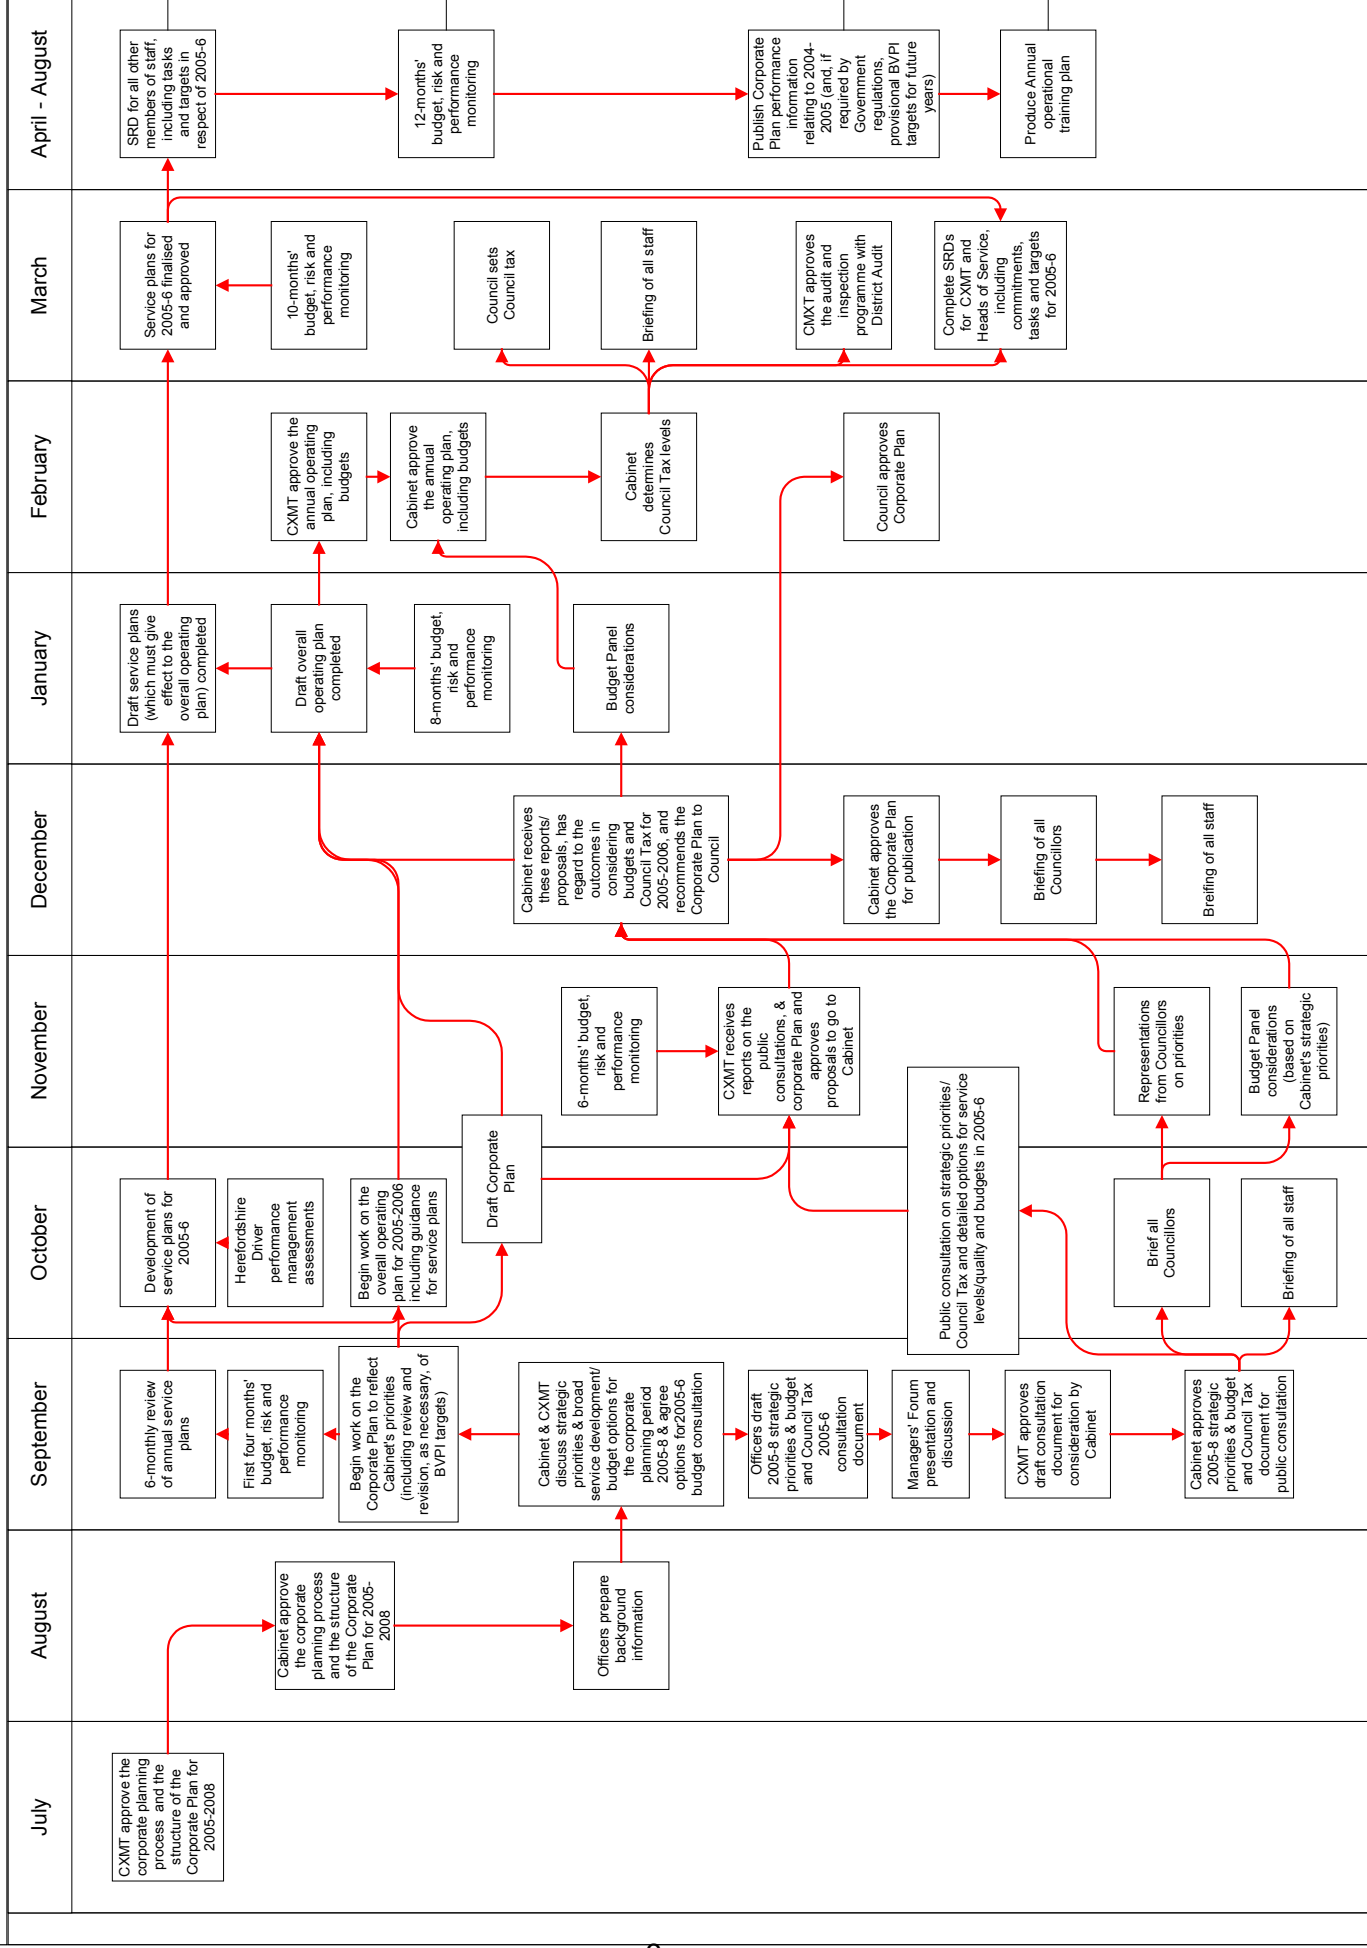 July
August
September
October
November
December
January
February
March
April - August
CXMT approve the
corporate planning
process and the
structure of the
Corporate Plan for
2005-2008
Cabinet approve
the corporate
planning process
and the structure
of the Corporate
Plan for 2005-
2008
Officers prepare
background
information
6-monthly review
of annual service
plans
First four months'
budget, risk and
performance
monitoring
Begin work on the
Corporate Plan to reflect
Cabinet's priorities
(including review and
revision, as necessary, of
BVPI targets)
Cabinet & CXMT
discuss strategic
priorities & broad
service development/
budget options for
the corporate
planning period
2005-8 & agree
options for2005-6
budget consultation
Officers draft
2005-8 strategic
priorities & budget
and Council Tax
2005-6
consultation
document
Managers' Forum
presentation and
discussion
CXMT approves
draft consultation
document for
consideration by
Cabinet
Cabinet approves
2005-8 strategic
priorities & budget
and Council Tax
document for
public consultation
Development of
service plans for
2005-6
Herefordshire
Driver
performance
management
assessments
Begin work on the
overall operating
plan for 2005-2006
including guidance
for service plans
Draft Corporate
Plan
Public consultation on strategic priorities/
Council Tax and detailed options for service
levels/quality and budgets in 2005-6
Brief all
Councillors
Briefing of all staff
6-months' budget,
risk and
performance
monitoring
CXMT receives
reports on the
public
consultations, &
corporate Plan and
approves
proposals to go to
Cabinet
Representations
from Councillors
on priorities
Budget Panel
considerations
(based on
Cabinet's strategic
priorities)
Cabinet receives
these reports/
proposals, has
regard to the
outcomes in
considering
budgets and
Council Tax for
2005-2006, and
recommends the
Corporate Plan to
Council
Cabinet approves
the Corporate Plan
for publication
Briefing of all
Councillors
Breifing of all staff
Draft service plans
(which must give
effect to the
overall operating
plan) completed
Draft overall
operating plan
completed
8-months' budget,
risk and
performance
monitoring
Budget Panel
considerations
CXMT approve the
annual operating
plan, including
budgets
Cabinet approve
the annual
operating plan,
including budgets
Cabinet
determines
Council Tax levels
Council approves
Corporate Plan
Service plans for
2005-6 finalised
and approved
10-months'
budget, risk and
performance
monitoring
Council sets
Council tax
Briefing of all staff
CMXT approves
the audit and
inspection
programme with
District Audit
Complete SRDs
for CXMT and
Heads of Service,
including
commitments,
tasks and targets
for 2005-6
SRD for all other
members of staff,
including tasks
and targets in
respect of 2005-6
12-months'
budget, risk and
performance
monitoring
Publish Corporate
Plan performance
information
relating to 2004-
2005 (and, if
required by
Government
regulations,
provisional BVPI
targets for future
years)
Produce Annual
operational
training plan